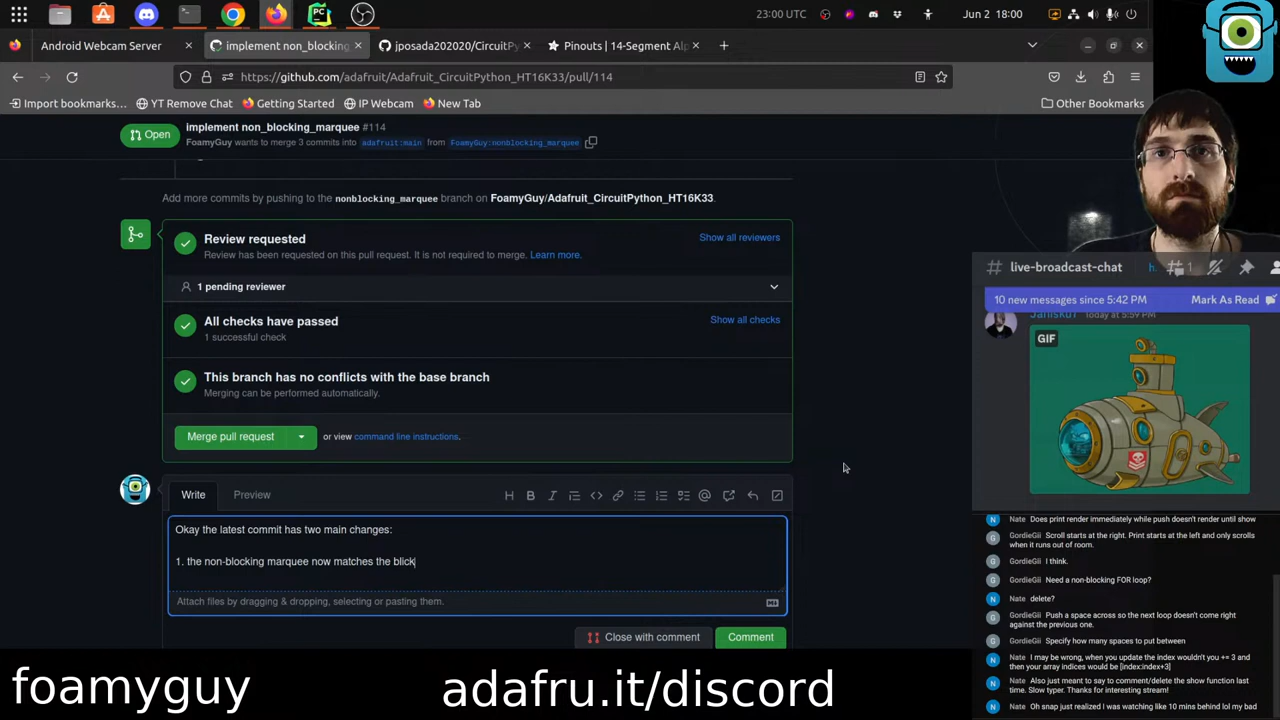 23:00 UTC
Jun 2 18:00
Android Webcam Server
implement non_blocking
jposada202020/CircuitPy
Pinouts | 14-Segment Al
https://github.com/adafruit/Adafruit_CircuitPython_HT16K33/pull/114
Import bookmarks...
YT Remove Chat
Getting Started
IP Webcam
New Tab
Other Bookmarks
Open
implement non_blocking_marquee #114
FoamyGuy wants to merge 3 commits into adafruit:main from FoamyGuy:nonblocking_marquee
Add more commits by pushing to the nonblocking_marquee branch on FoamyGuy/Adafruit_CircuitPython_HT16K33.
Review requested
Show all reviewers
Review has been requested on this pull request. It is not required to merge. Learn more.
1 pending reviewer
All checks have passed
Show all checks
1 successful check
This branch has no conflicts with the base branch
Merging can be performed automatically.
Merge pull request
or view command line instructions.
Write
Preview
Okay the latest commit has two main changes:
1. the non-blocking marquee now matches the blick
Attach files by dragging & dropping, selecting or pasting them.
Close with comment
Comment
live-broadcast-chat
h.
1
10 new messages since 5:42 PM
Mark As Read
Today at 5:59 PM
GIF
N Nate Does print render immediately while push doesn't render until show
G GordieGii Scroll starts at the right. Print starts at the left and only scrolls
when it runs out of room.
G GordieGii I think.
G GordieGii Need a non-blocking FOR loop?
N Nate delete?
G GordieGii Push a space across so the next loop doesn't come right
against the previous one.
G GordieGii Specify how many spaces to put between
N Nate I may be wrong, when you update the index wouldn't you += 3 and
then your array indices would be [index:index+3]
N Nate Also just meant to say to comment/delete the show function last
time. Slow typer. Thanks for interesting stream!
N Nate Oh snap just realized I was watching like 10 mins behind lol my bad
foamyguy
adafru.it/discord